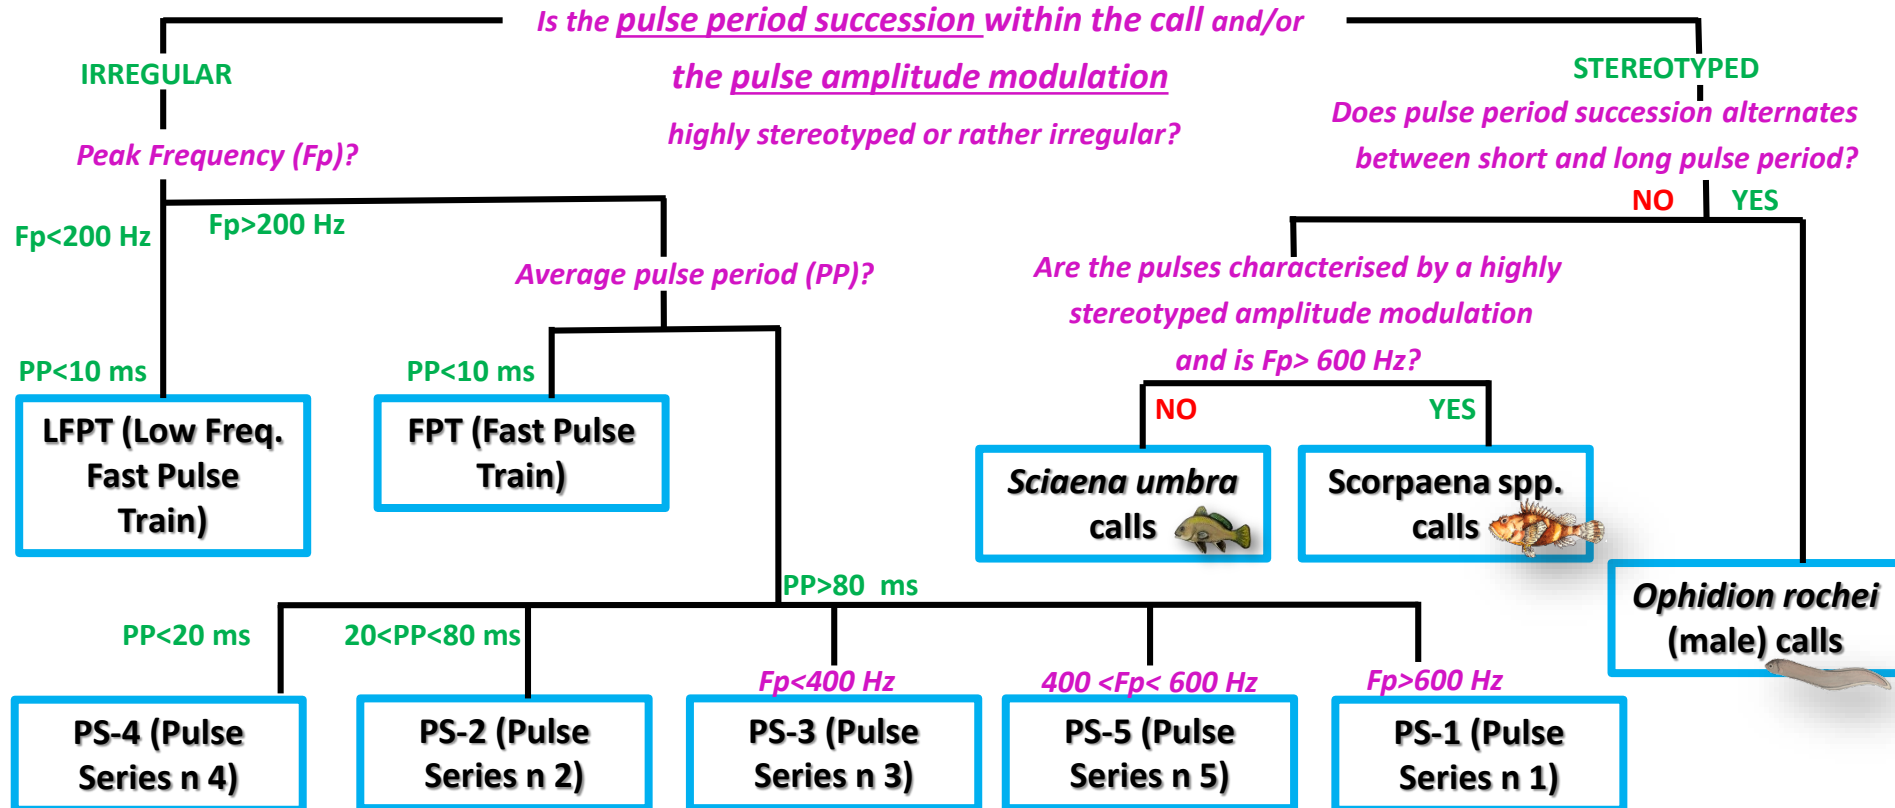 Is the pulse period succession within the call and/or
the pulse amplitude modulation
highly stereotyped or rather irregular?
IRREGULAR
STEREOTYPED
Peak Frequency (Fp)?
Does pulse period succession alternates
between short and long pulse period?
Fp<200 Hz
Fp>200 Hz
NO
YES
Average pulse period (PP)?
Are the pulses characterised by a highly
stereotyped amplitude modulation
and is Fp> 600 Hz?
PP<10 ms
PP<10 ms
NO
YES
LFPT (Low Freq.
Fast Pulse
Train)
FPT (Fast Pulse
Train)
Sciaena umbra
calls
Scorpaena spp.
calls
Ophidion rochei
(male) calls
PP>80 ms
PP<20 ms
20<PP<80 ms
Fp<400 Hz
400 <Fp< 600 Hz
Fp>600 Hz
PS-4 (Pulse
Series n 4)
PS-2 (Pulse
Series n 2)
PS-3 (Pulse
Series n 3)
PS-5 (Pulse
Series n 5)
PS-1 (Pulse
Series n 1)